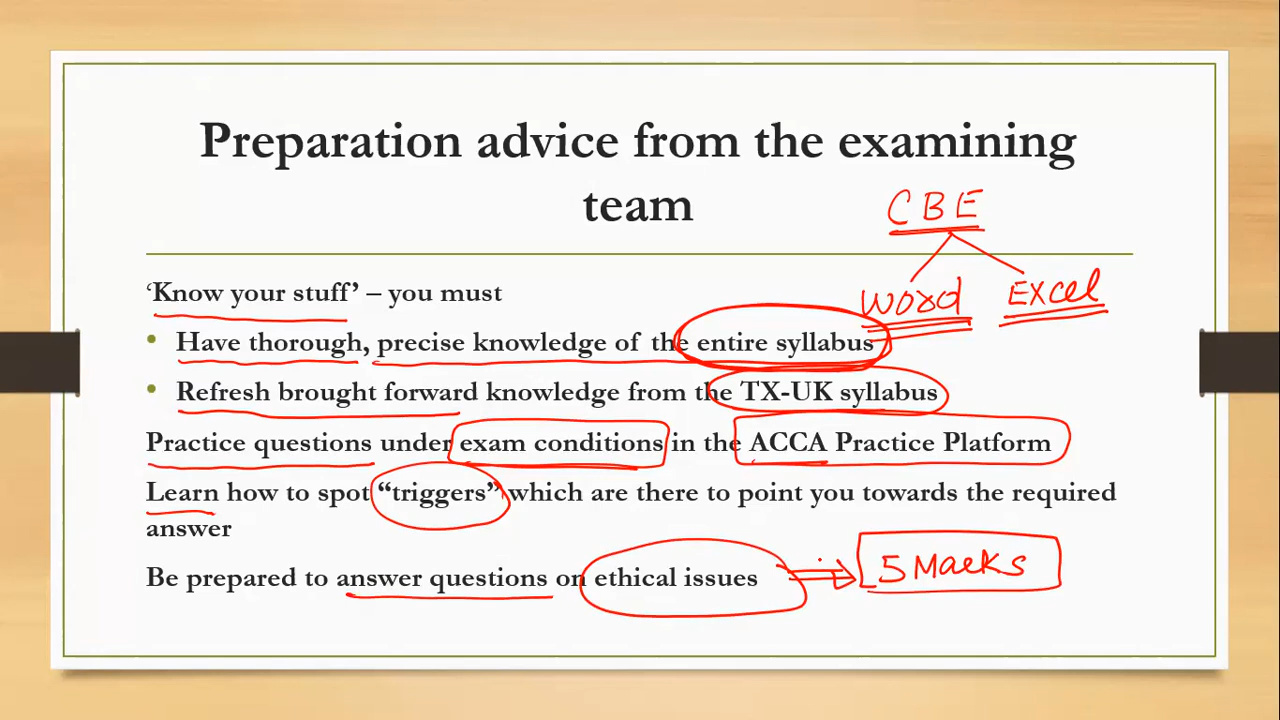 Preparation advice from the examining
team
CBE
Word Excel
‘Know your stuff’ – you must
• Have thorough, precise knowledge of the entire syllabus
• Refresh brought forward knowledge from the TX-UK syllabus
Practice questions under exam conditions in the ACCA Practice Platform
Learn how to spot “triggers” which are there to point you towards the required
answer
Be prepared to answer questions on ethical issues
5 Marks